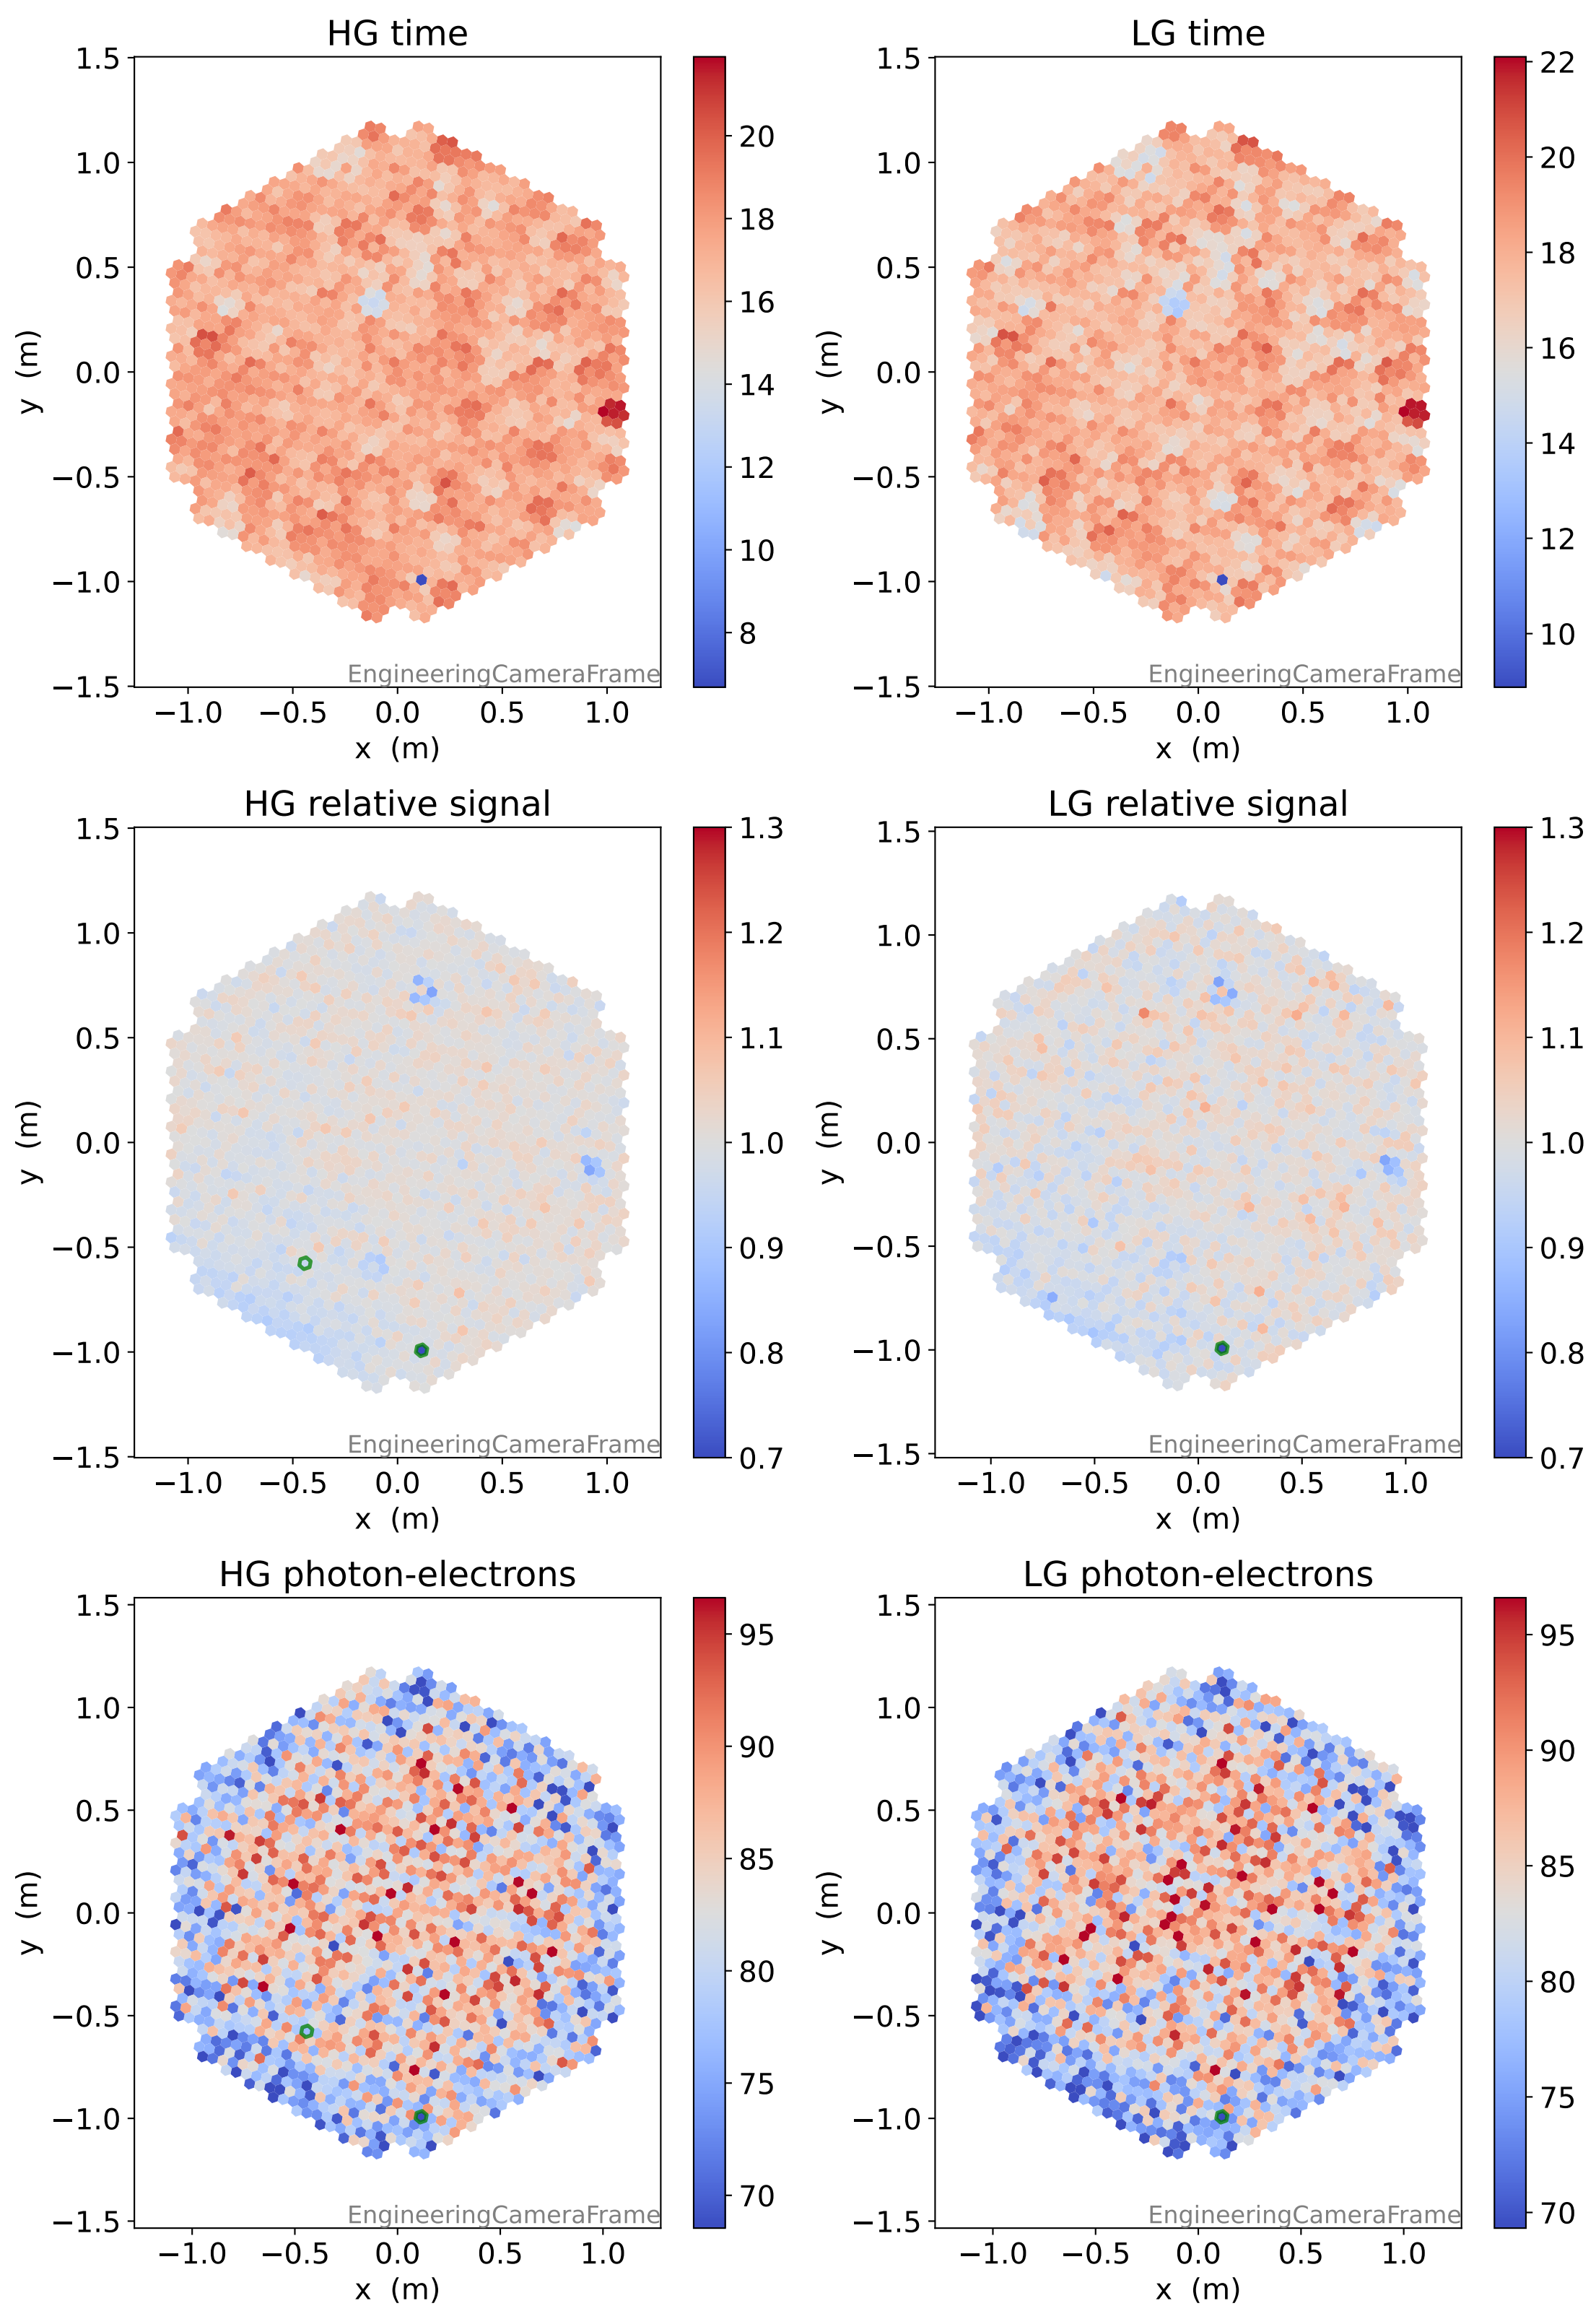 HG time
1.5
1.0
0.5
0.0
−0.5
−1.0
−1.5
y (m)
−1.0 −0.5 0.0 0.5 1.0
x (m)
EngineeringCameraFrame
20
18
16
14
12
10
8
LG time
1.5
1.0
0.5
0.0
−0.5
−1.0
−1.5
y (m)
−1.0 −0.5 0.0 0.5 1.0
x (m)
EngineeringCameraFrame
22
20
18
16
14
12
10
HG relative signal
1.5
1.0
0.5
0.0
−0.5
−1.0
−1.5
y (m)
−1.0 −0.5 0.0 0.5 1.0
x (m)
EngineeringCameraFrame
1.3
1.2
1.1
1.0
0.9
0.8
0.7
LG relative signal
1.5
1.0
0.5
0.0
−0.5
−1.0
−1.5
y (m)
−1.0 −0.5 0.0 0.5 1.0
x (m)
EngineeringCameraFrame
1.3
1.2
1.1
1.0
0.9
0.8
0.7
HG photon-electrons
1.5
1.0
0.5
0.0
−0.5
−1.0
−1.5
y (m)
−1.0 −0.5 0.0 0.5 1.0
x (m)
EngineeringCameraFrame
95
90
85
80
75
70
LG photon-electrons
1.5
1.0
0.5
0.0
−0.5
−1.0
−1.5
y (m)
−1.0 −0.5 0.0 0.5 1.0
x (m)
EngineeringCameraFrame
95
90
85
80
75
70